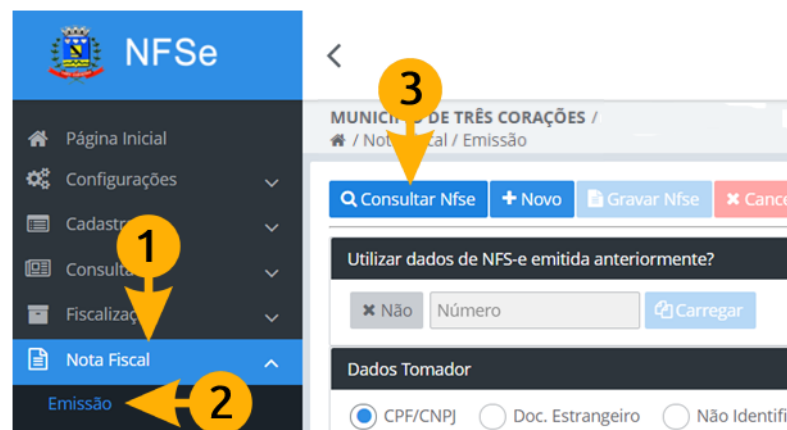 NFSe
3
MUNICÍ DE TRÊS CORAÇÕES /
/ Not cal / Emissão
Página Inicial
Configurações
Consultar Nfse
Novo
Gravar Nfse
Cance
Cadastr
1
Utilizar dados de NFS-e emitida anteriormente?
Consulta
Não
Número
Carregar
Fiscalizaç
Nota Fiscal
Dados Tomador
Emissão
2
CPF/CNPJ
Doc. Estrangeiro
Não Identifi